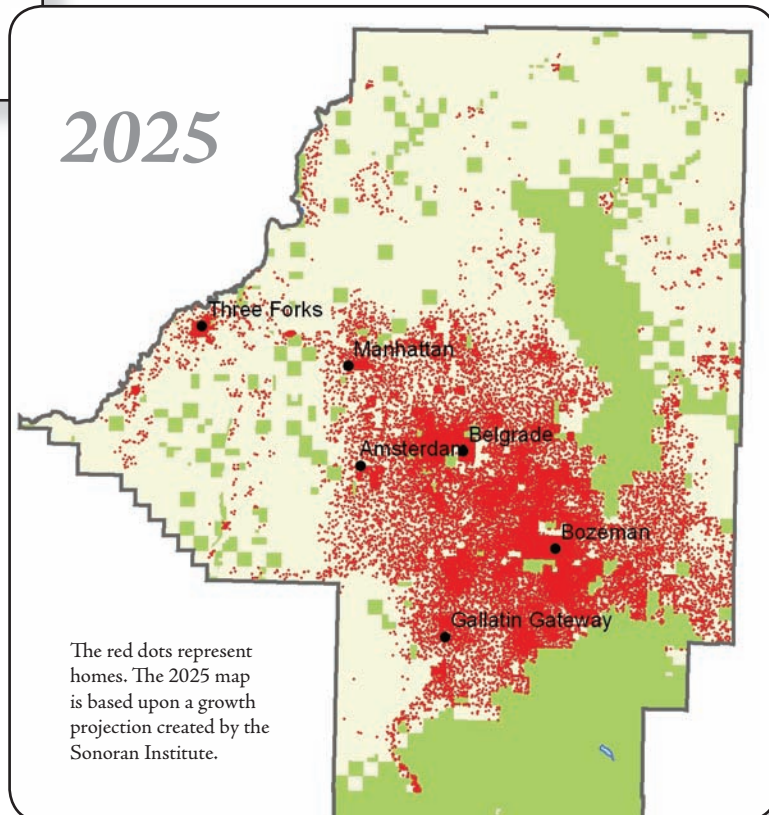 2025
Three Forks
Manhattan
Amsterdam
Belgrade
Bozeman
Gallatin Gateway
The red dots represent
homes. The 2025 map
is based upon a growth
projection created by the
Sonoran Institute.